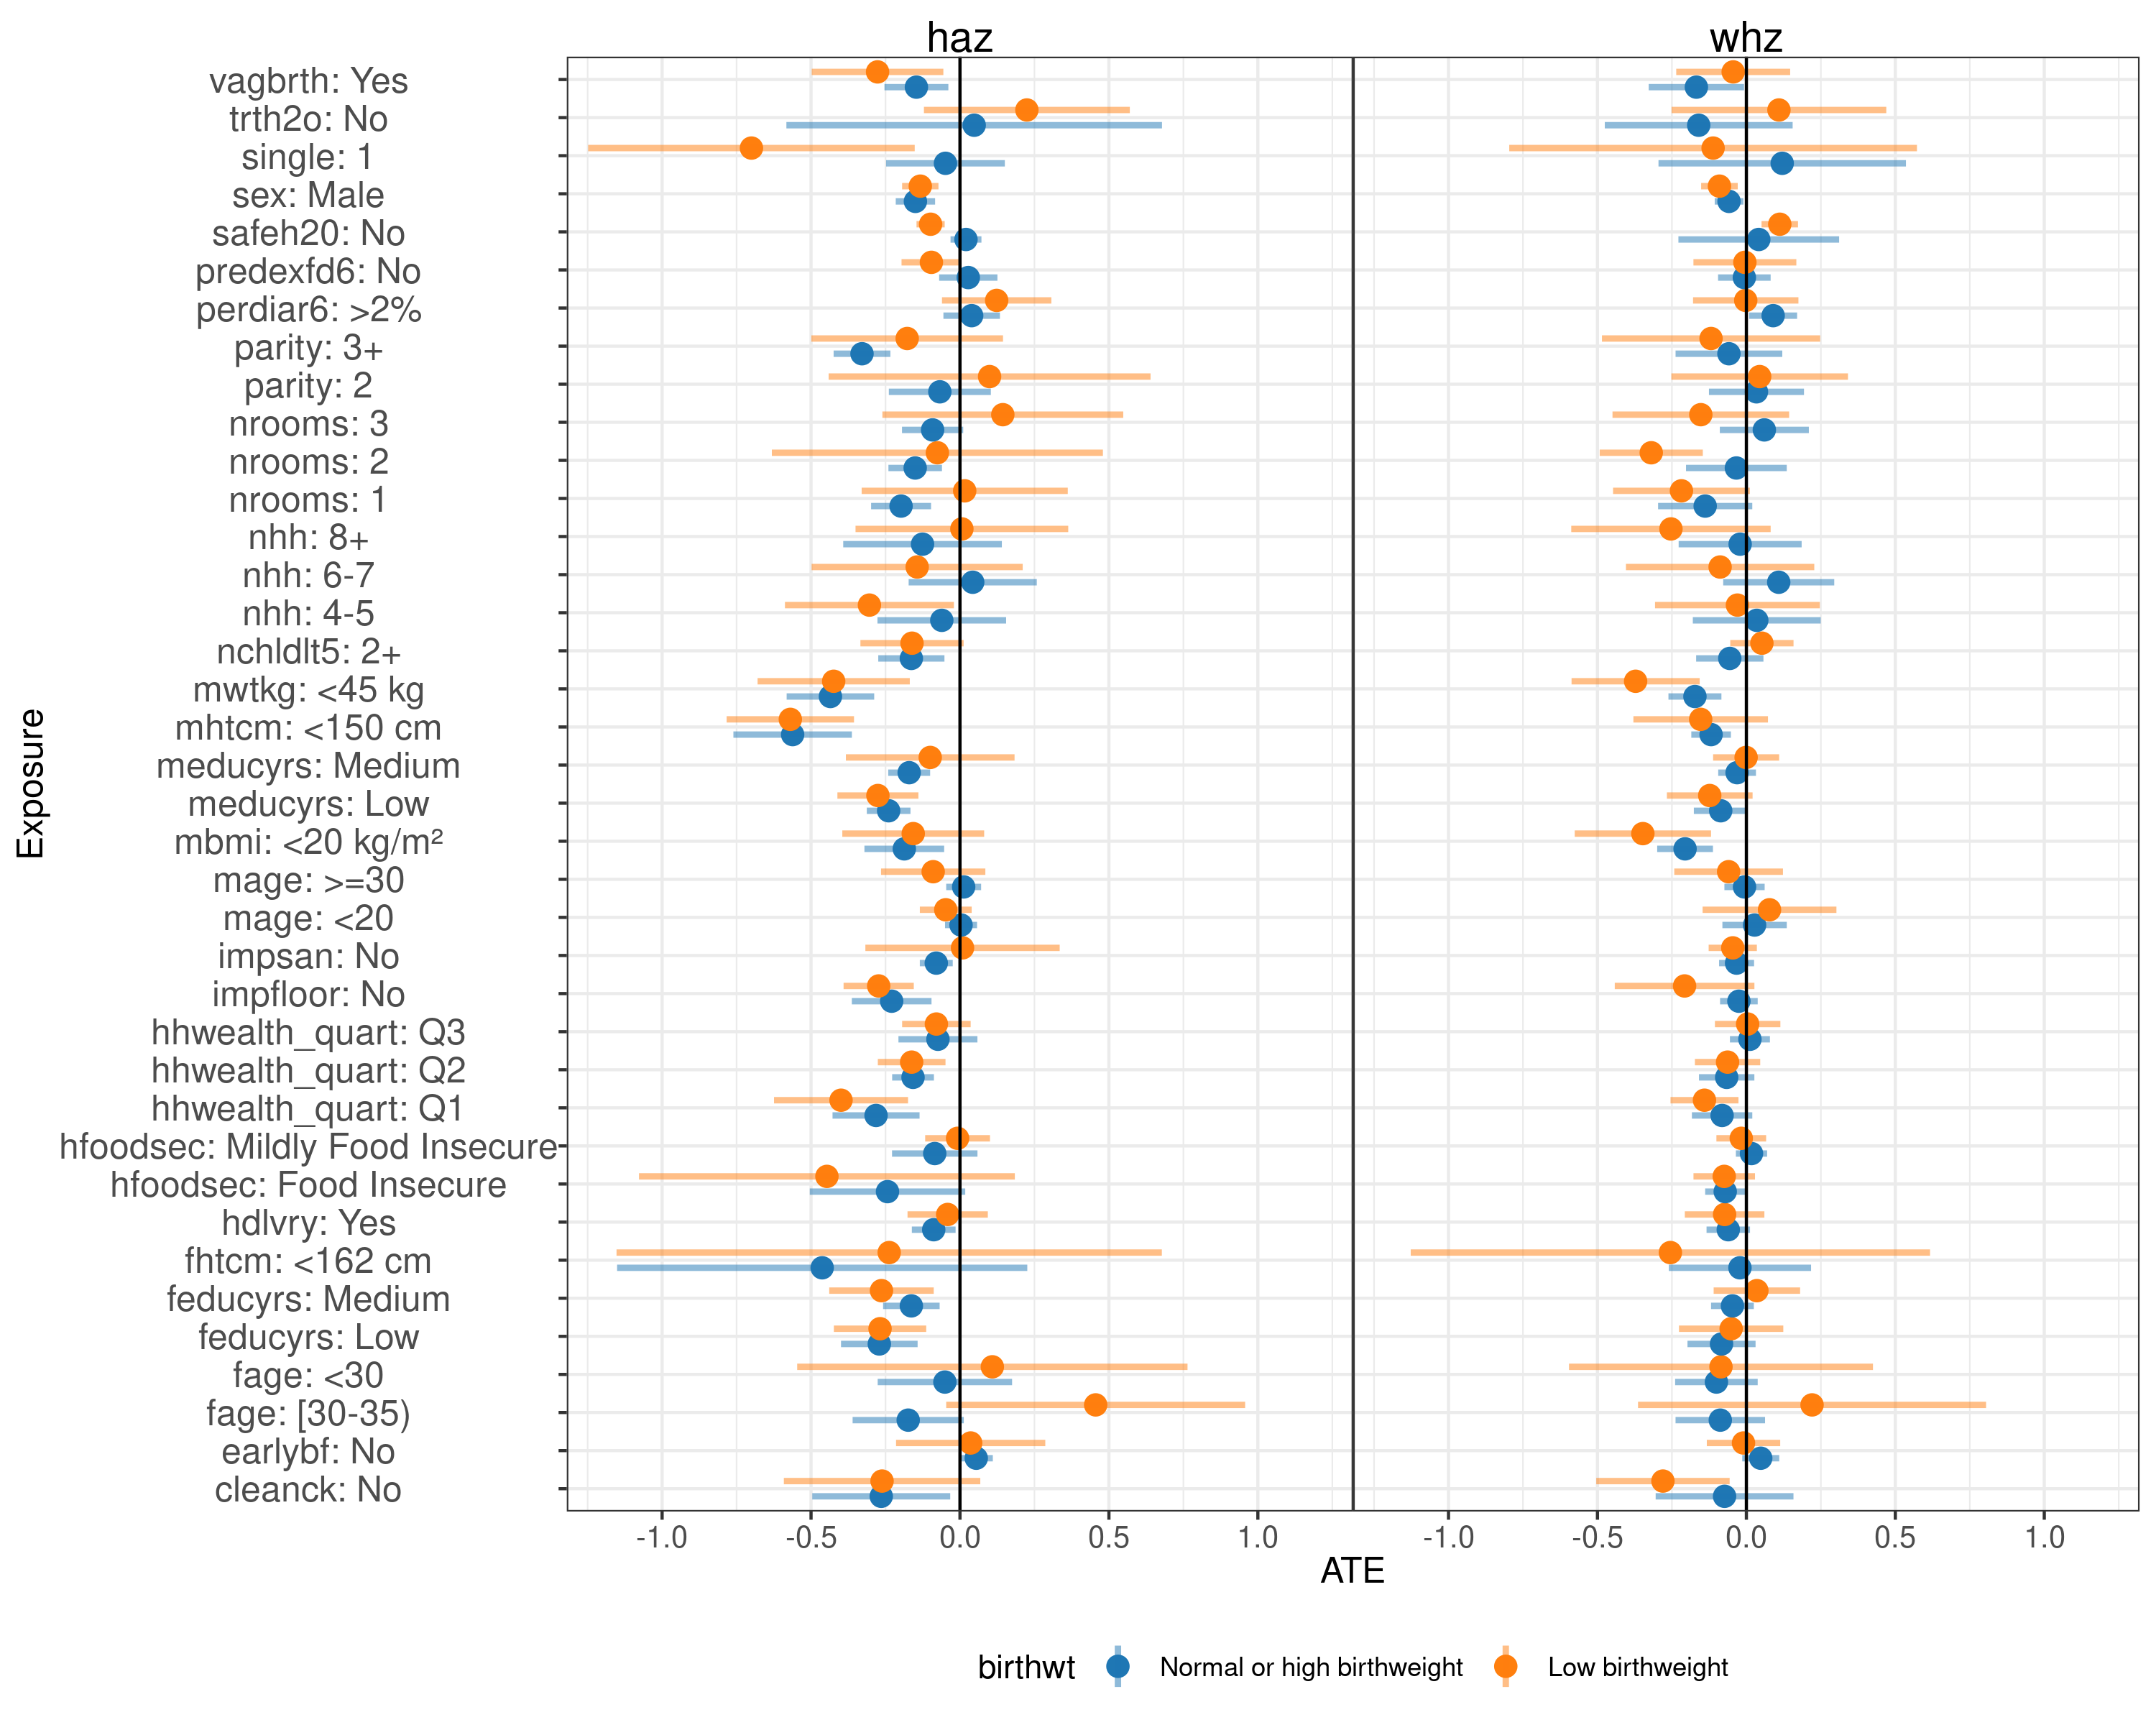 haz whz
vagbrth: Yes
trth2o: No
single: 1
sex: Male
safeh20: No
predexfd6: No
perdiar6: >2%
parity: 3+
parity: 2
nrooms: 3
nrooms: 2
nrooms: 1
nhh: 8+
nhh: 6-7
nhh: 4-5
nchldlt5: 2+
mwtkg: <45 kg
mhtcm: <150 cm
meducyrs: Medium
meducyrs: Low
mbmi: <20 kg/m²
mage: >=30
mage: <20
impsan: No
impfloor: No
hhwealth_quart: Q3
hhwealth_quart: Q2
hhwealth_quart: Q1
hfoodsec: Mildly Food Insecure
hfoodsec: Food Insecure
hdlvry: Yes
fhtcm: <162 cm
feducyrs: Medium
feducyrs: Low
fage: <30
fage: [30-35)
earlybf: No
cleanck: No
Exposure
-1.0 -0.5 0.0 0.5 1.0 -1.0 -0.5 0.0 0.5 1.0
ATE
birthwt Normal or high birthweight Low birthweight